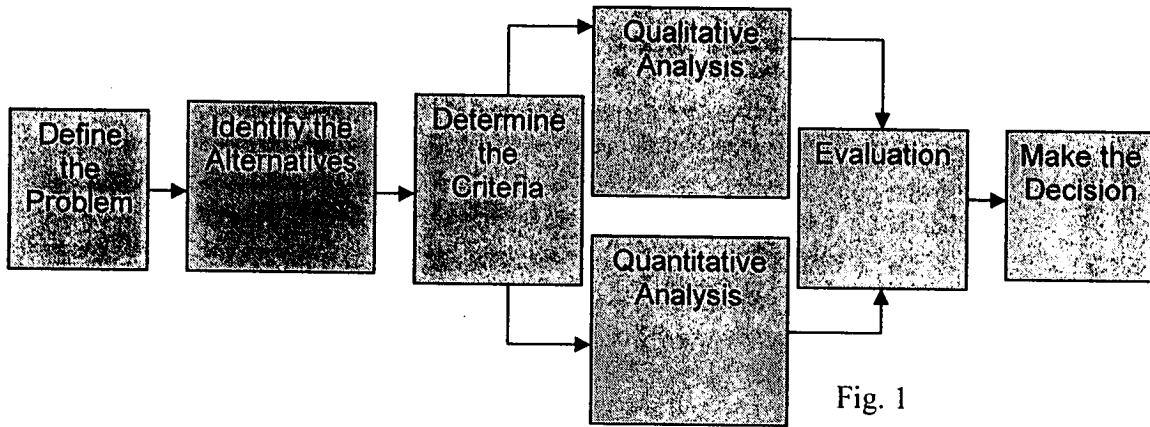 Define
the
Problem
Identify the
Alternatives
Determine
the
Criteria
Qualitative
Analysis
Quantitative
Analysis
Evaluation
Make the
Decision
Fig. 1